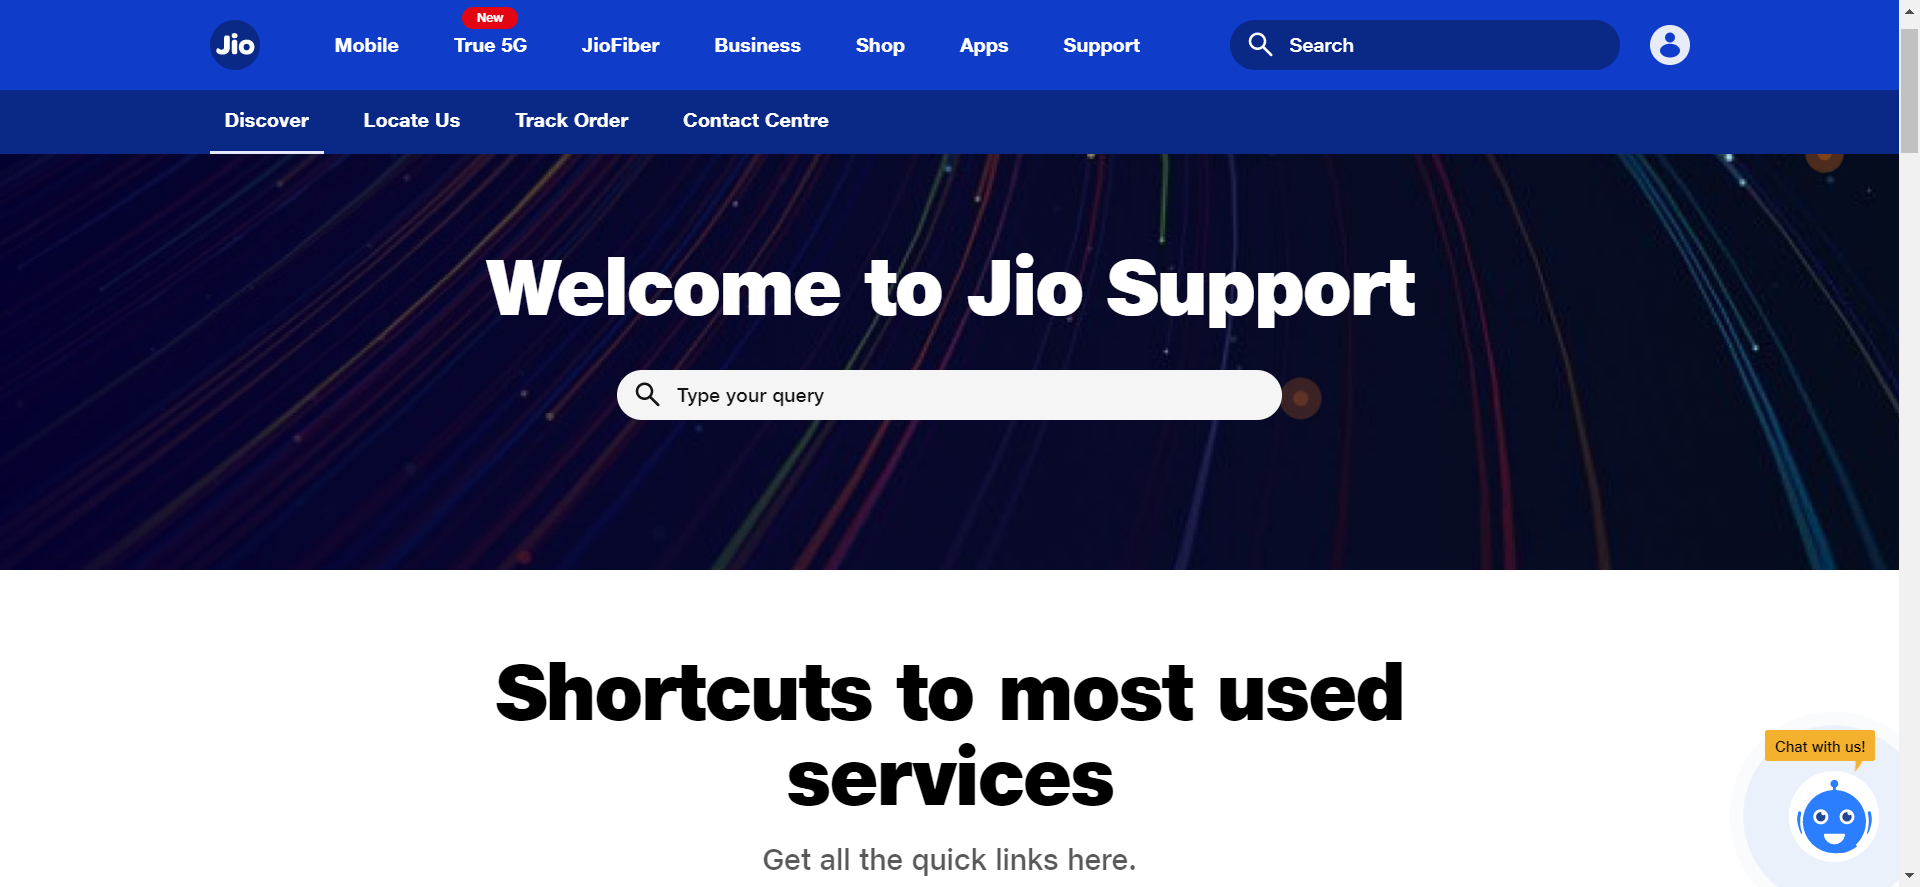 New
Jio Mobile True 5G JioFiber Business Shop Apps Support Search
Discover Locate Us Track Order Contact Centre
Welcome to Jio Support
Type your query
Shortcuts to most used
services
Chat with us!
Get all the quick links here.